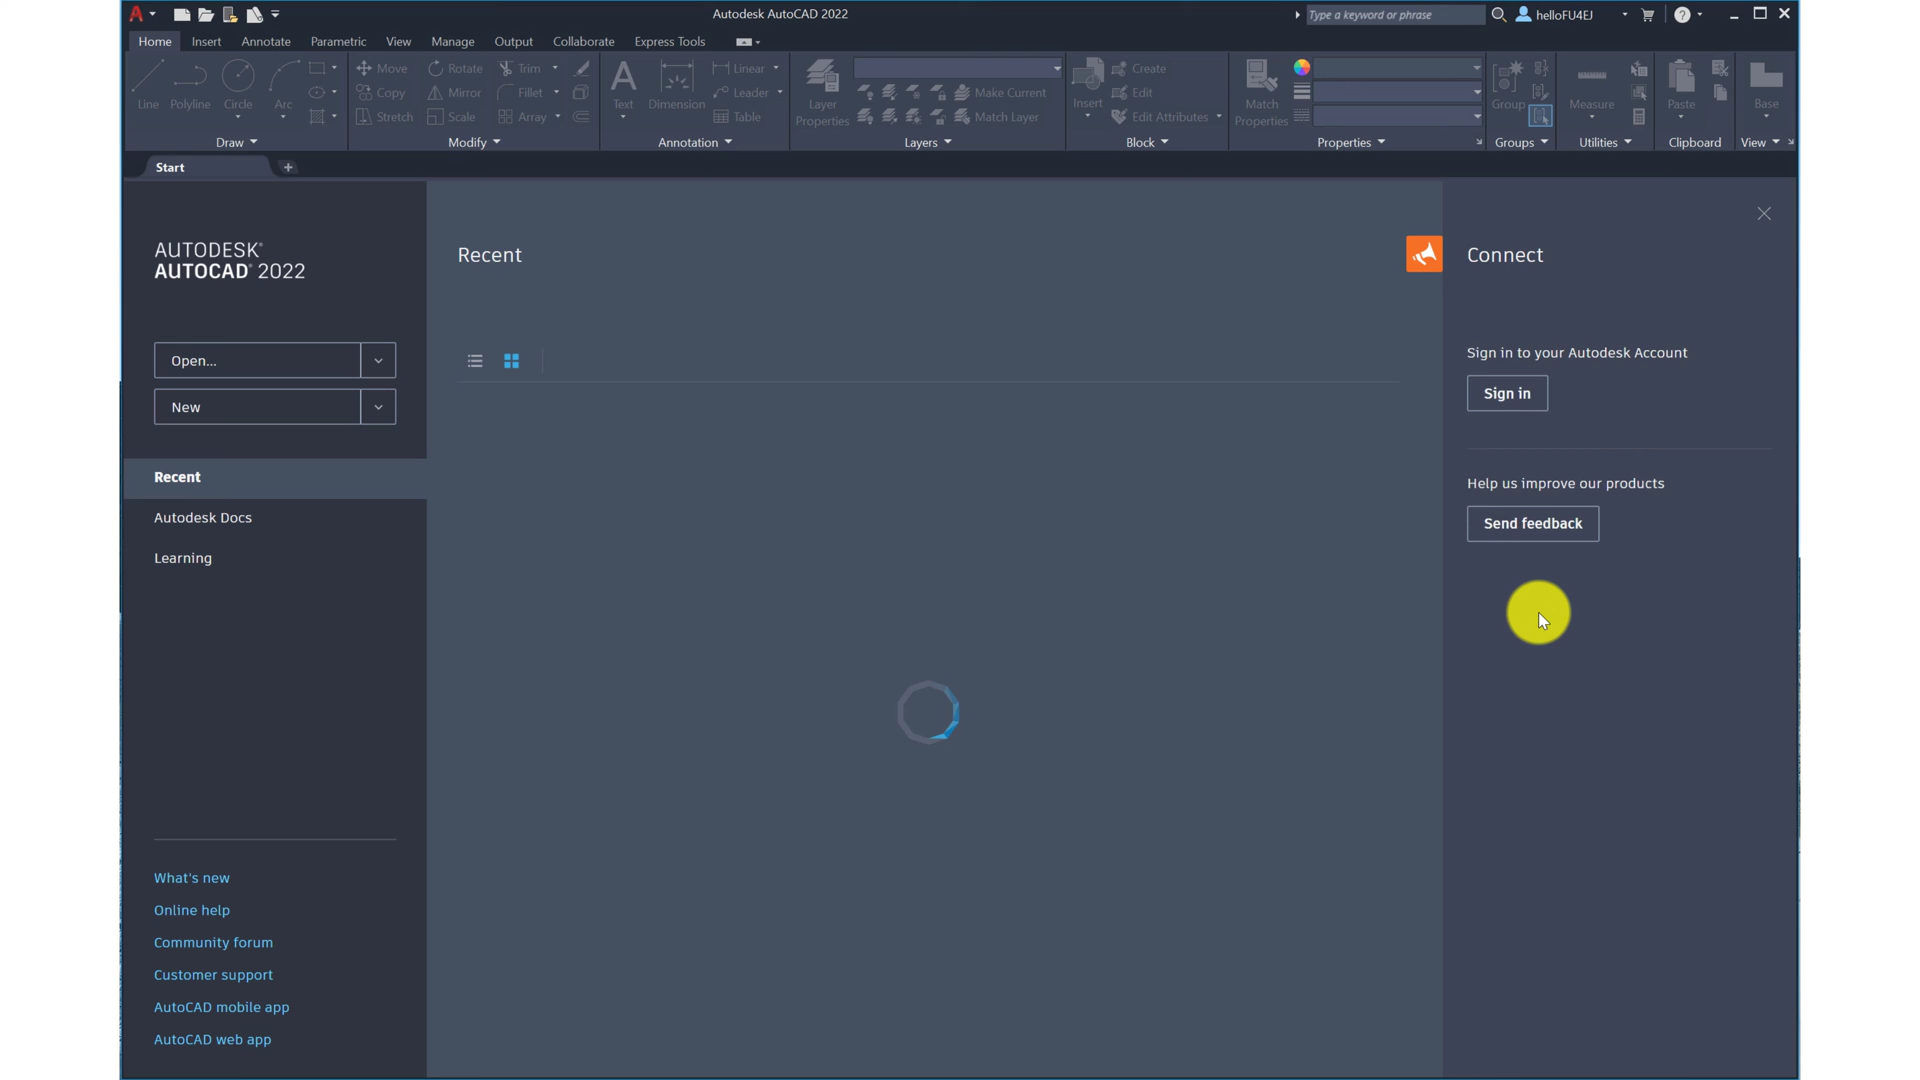 Autodesk AutoCAD 2022
Type a keyword or phrase
helloFU4EJ
Home Insert Annotate Parametric View Manage Output Collaborate Express Tools
Line Polyline Circle Arc
Move Rotate Trim
Copy Mirror Fillet
Stretch Scale Array
Text Dimension
Linear
Leader
Table
Layer Properties
Make Current
Match Layer
Insert
Create
Edit
Edit Attributes
Match Properties
Group
Measure
Paste
Base
Draw Modify Annotation Layers Block Properties Groups Utilities Clipboard View
Start
AUTODESK®
AUTOCAD® 2022
Open...
New
Recent
Autodesk Docs
Learning
What's new
Online help
Community forum
Customer support
AutoCAD mobile app
AutoCAD web app
Recent
Connect
Sign in to your Autodesk Account
Sign in
Help us improve our products
Send feedback